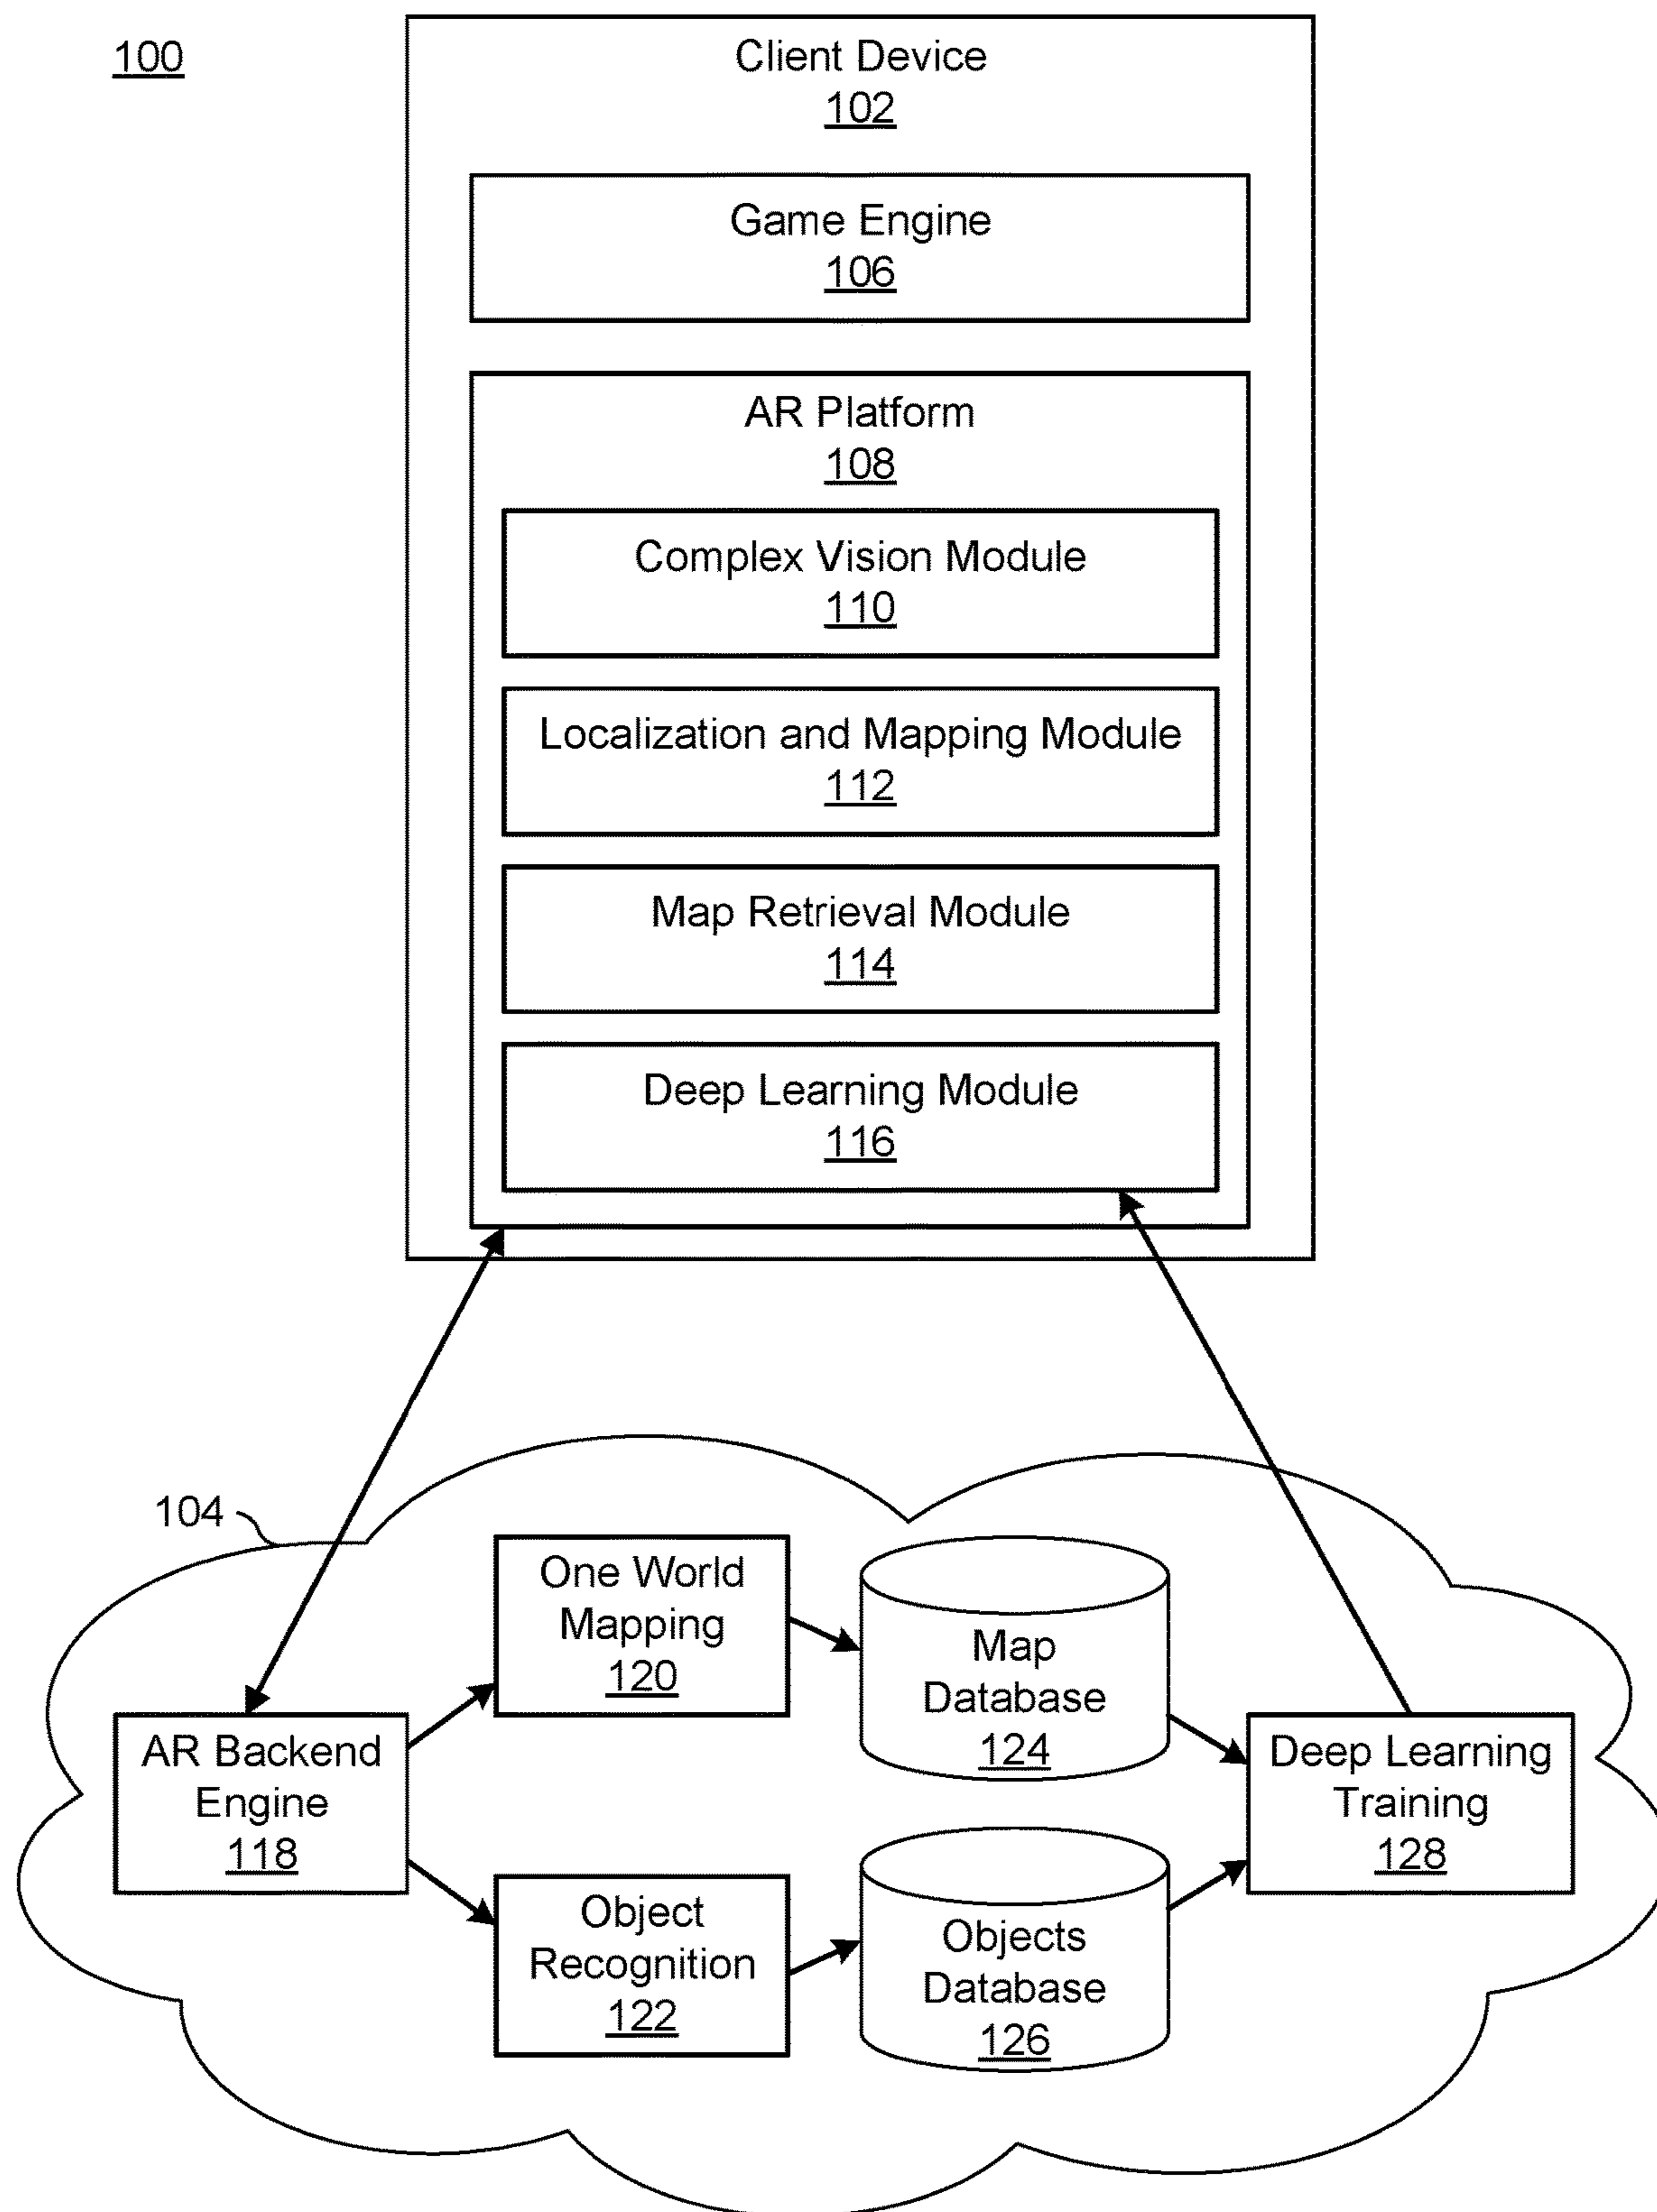 100
Client Device
102
Game Engine
106
AR Platform
108
Complex Vision Module
110
Localization and Mapping Module
112
Map Retrieval Module
114
Deep Learning Module
116
104
One World
Mapping
120
Map
Database
124
AR Backend
Engine
118
Deep Learning
Training
128
Object
Recognition
122
Objects
Database
126